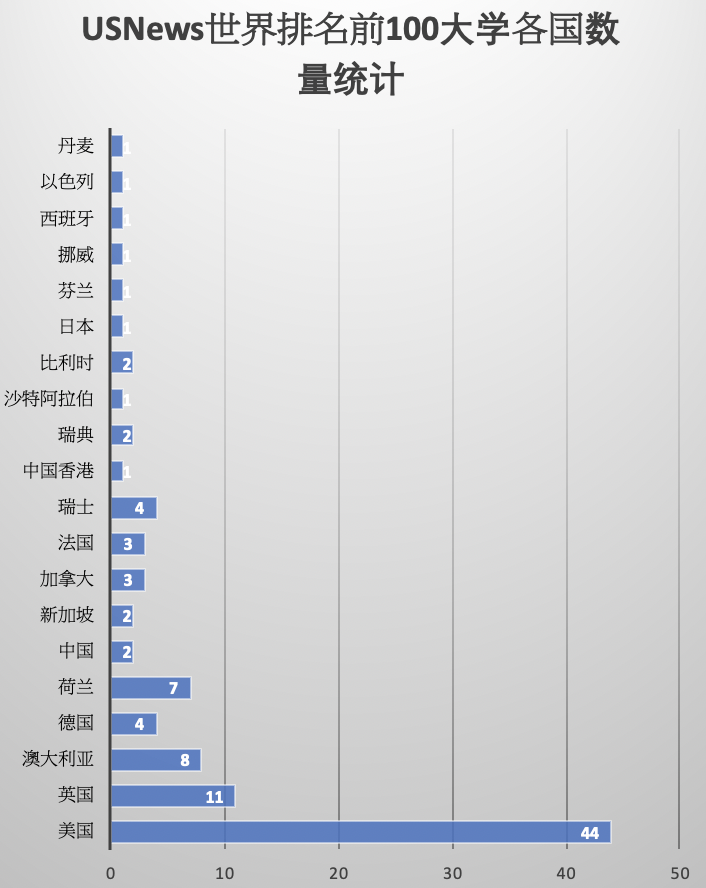 USNews世界排名前100大学各国数
量统计
丹麦 1
以色列 1
西班牙 1
挪威 1
芬兰 1
日本 1
比利时 2
沙特阿拉伯 1
瑞典 2
中国香港 1
瑞士 4
法国 3
加拿大 3
新加坡 2
中国 2
荷兰 7
德国 4
澳大利亚 8
英国 11
美国 44
0 10 20 30 40 50